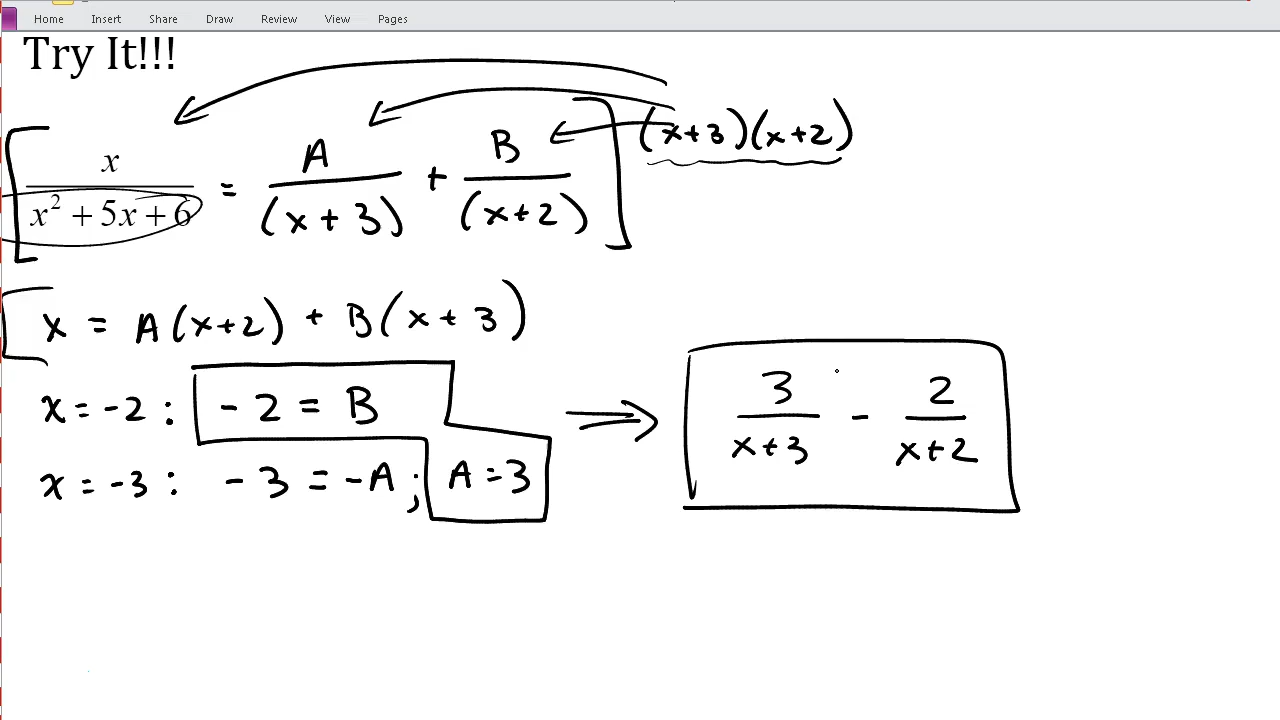 Home Insert Share Draw Review View Pages
Try It!!!
[x/(x² + 5x + 6) = A/(x + 3) + B/(x + 2)] (x+3)(x+2)
x = A(x+2) + B(x + 3)
x = -2 : -2 = B
x = -3 : -3 = -A ; A = 3
⇒ 3/(x+3) - 2/(x+2)